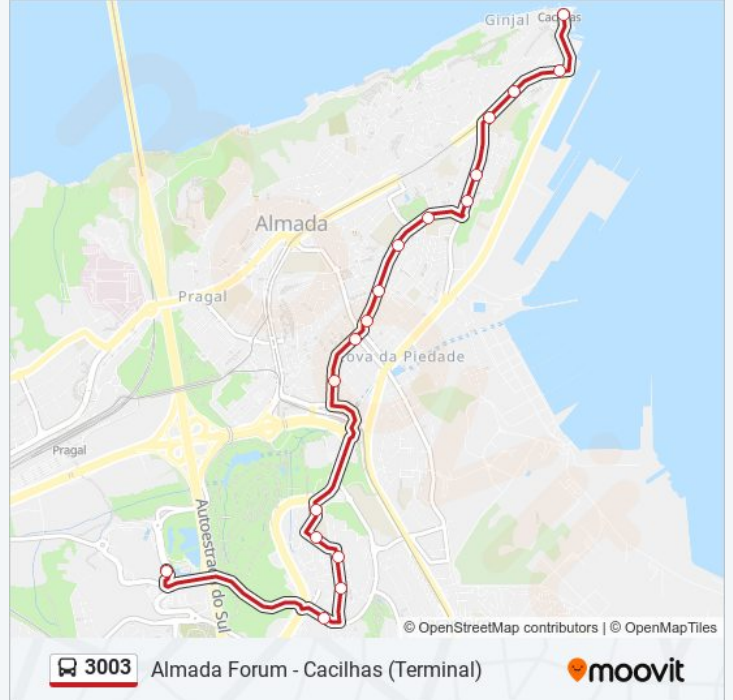 Ginjal
Cacilhas
Almada
Pragal
Cova da Piedade
Pragal
Autoestrada do Sul
© OpenStreetMap contributors | © OpenMapTiles
3003 Almada Forum - Cacilhas (Terminal)
moovit